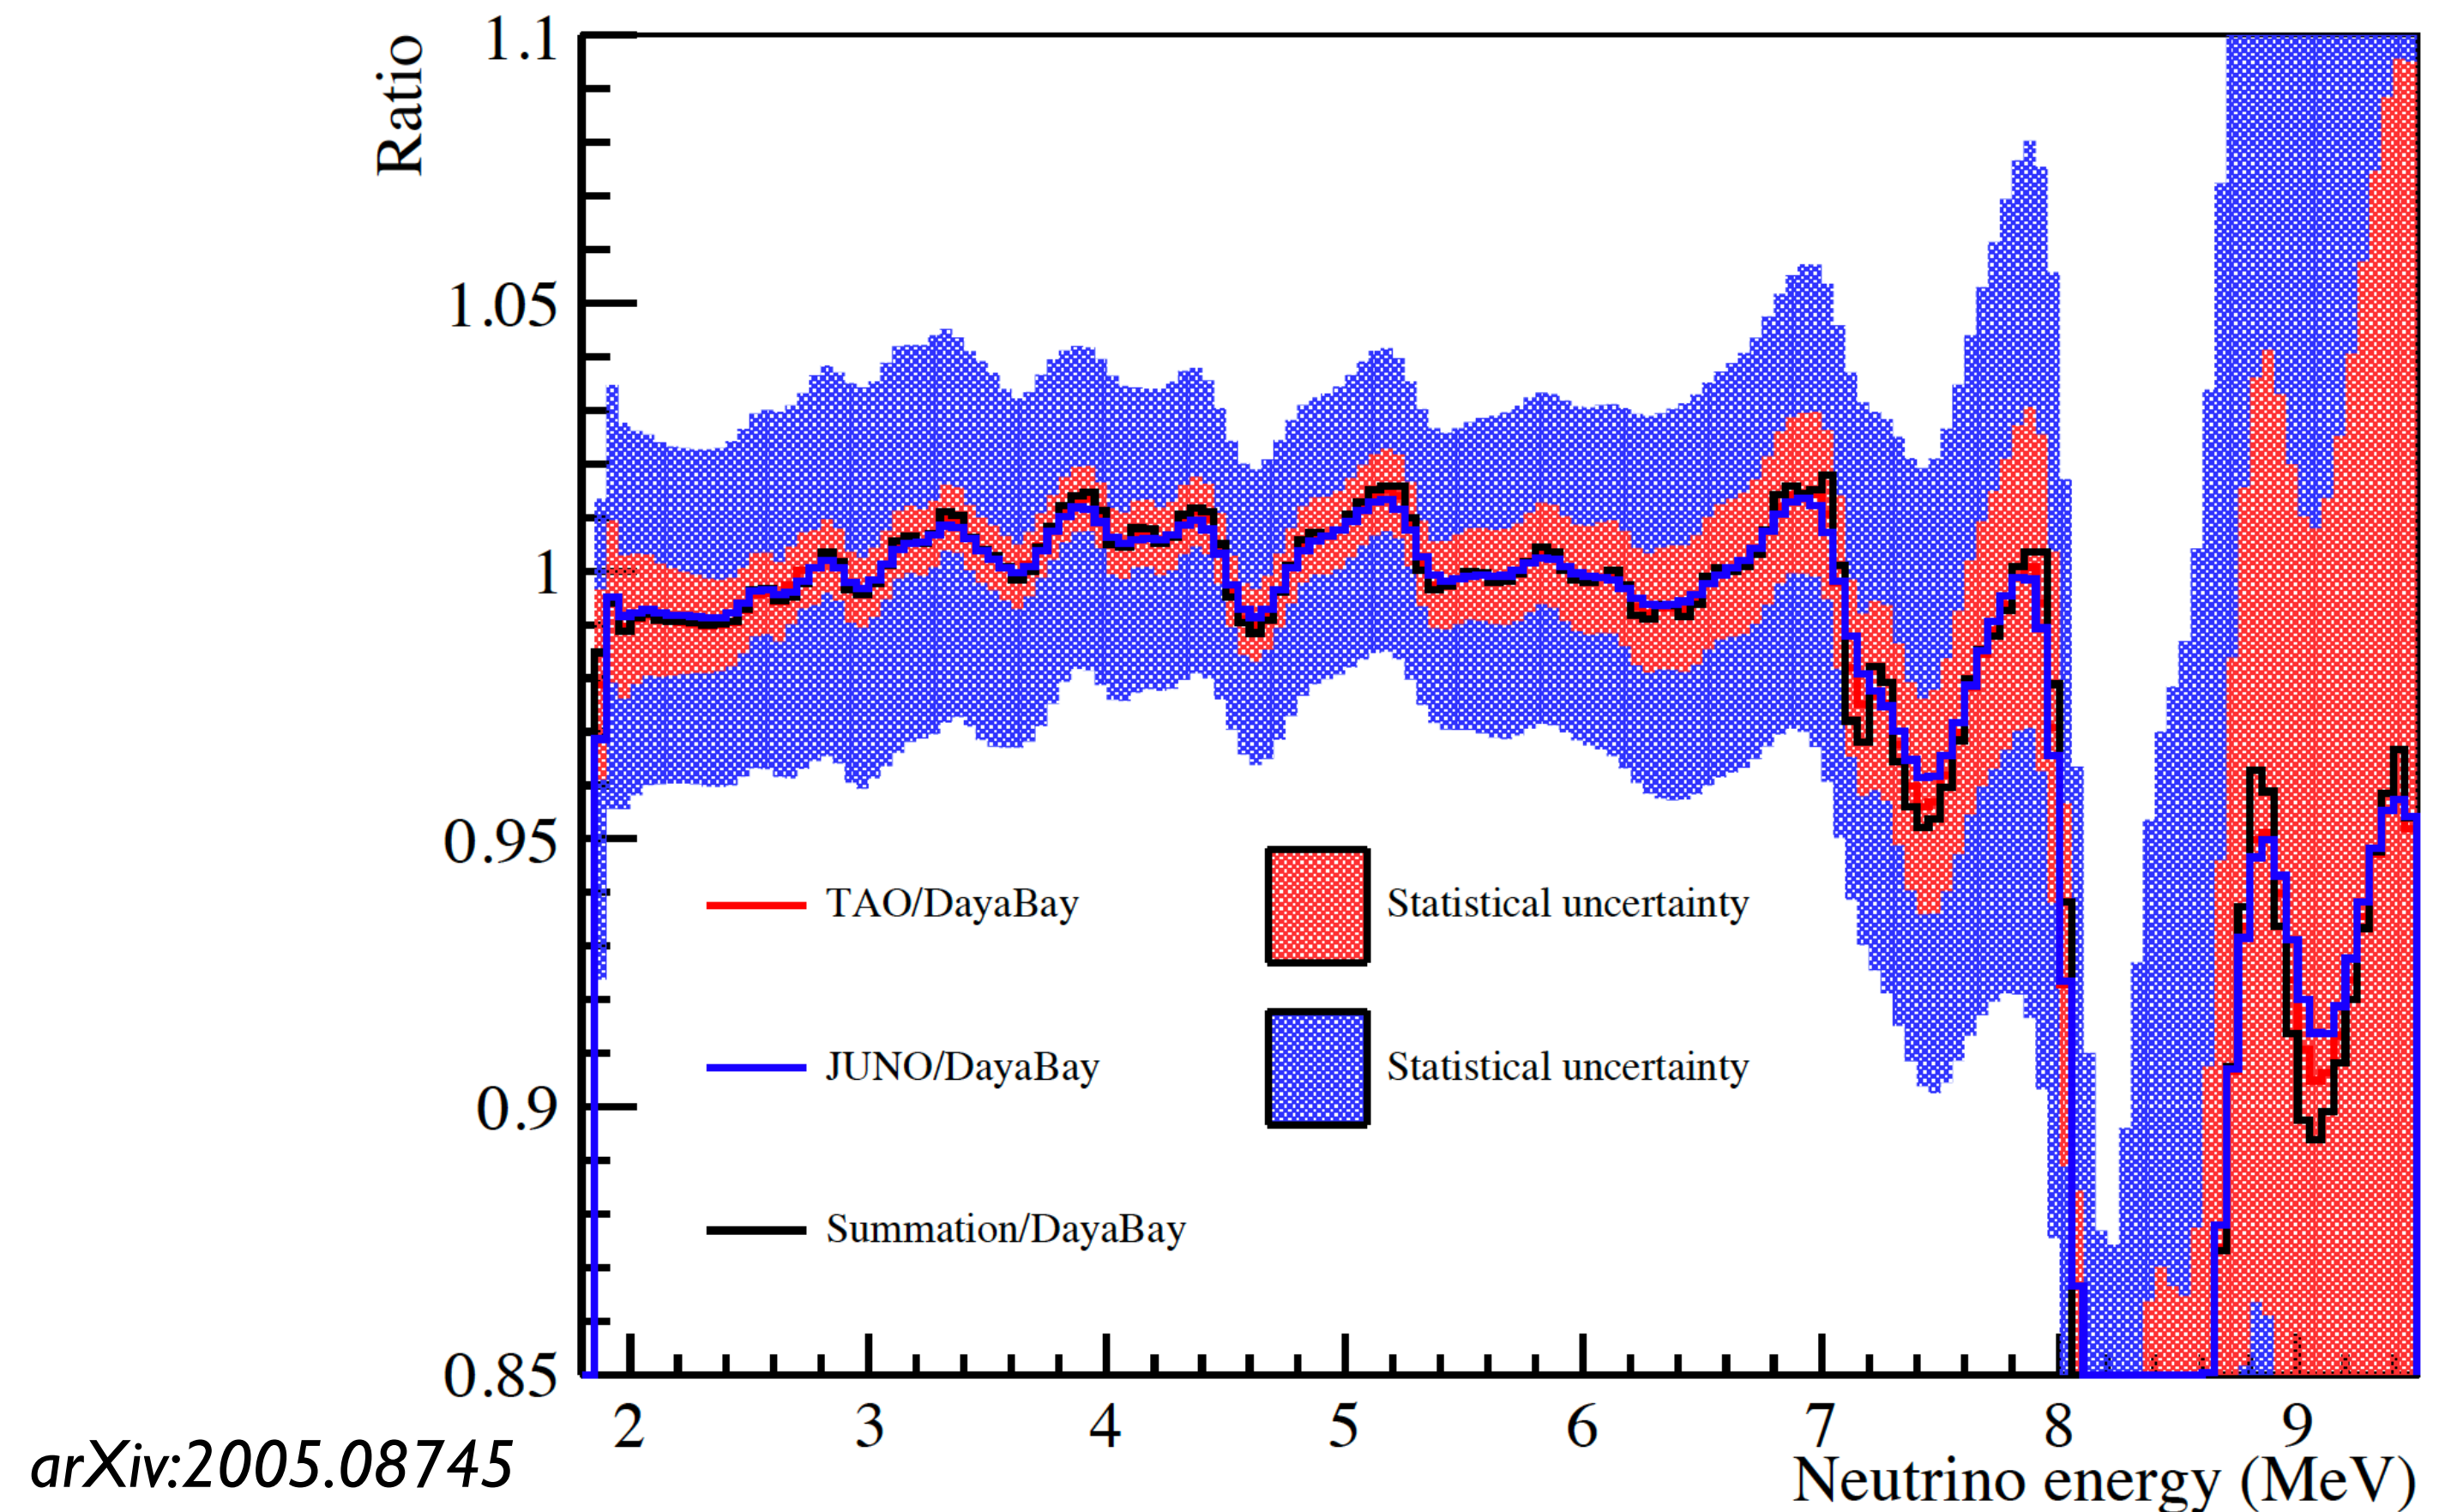 Ratio
1.1
1.05
1
0.95
0.9
0.85
TAO/DayaBay
Statistical uncertainty
JUNO/DayaBay
Statistical uncertainty
Summation/DayaBay
2 3 4 5 6 7 8 9
Neutrino energy (MeV)
arXiv:2005.08745